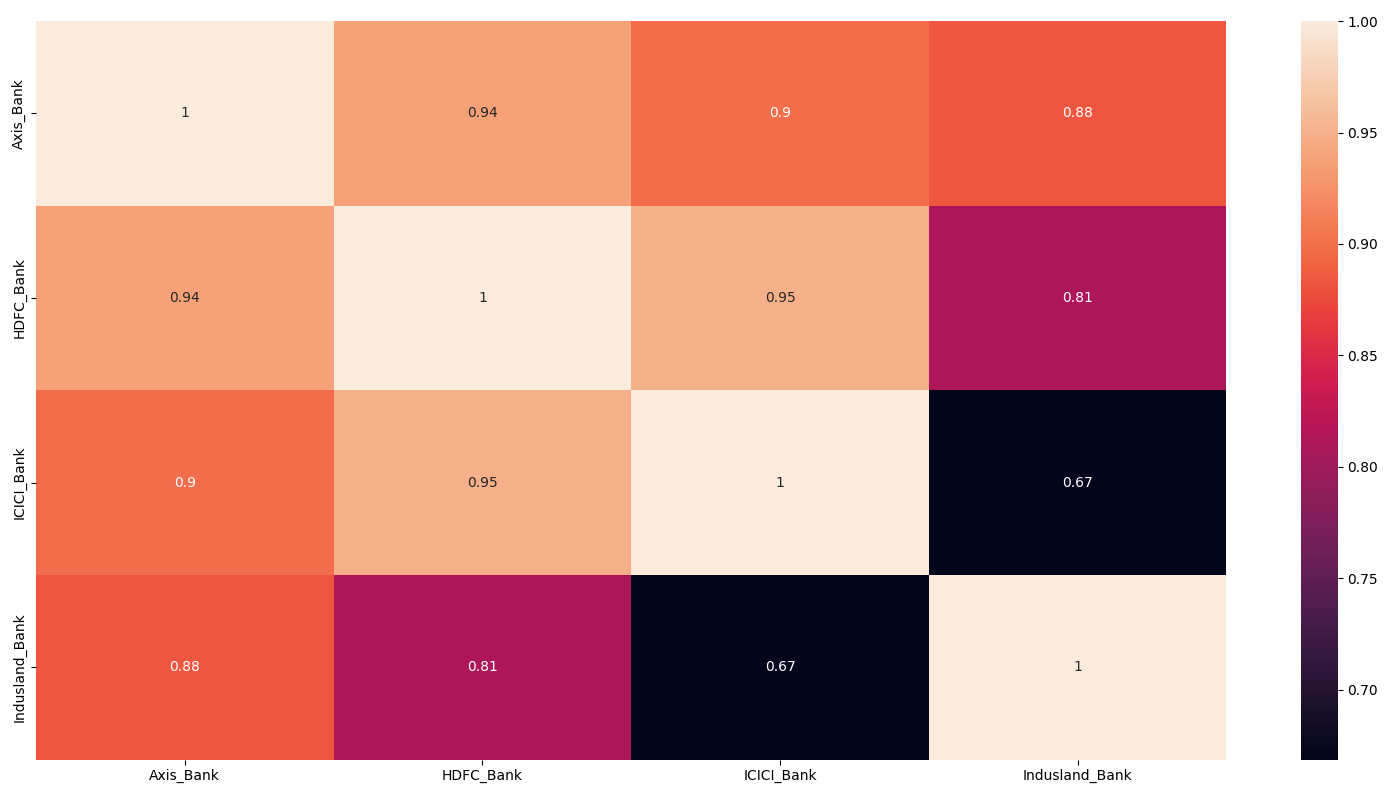 Axis_Bank 1 0.94 0.9 0.88
HDFC_Bank 0.94 1 0.95 0.81
ICICI_Bank 0.9 0.95 1 0.67
Indusland_Bank 0.88 0.81 0.67 1
Axis_Bank HDFC_Bank ICICI_Bank Indusland_Bank
1.00
0.95
0.90
0.85
0.80
0.75
0.70